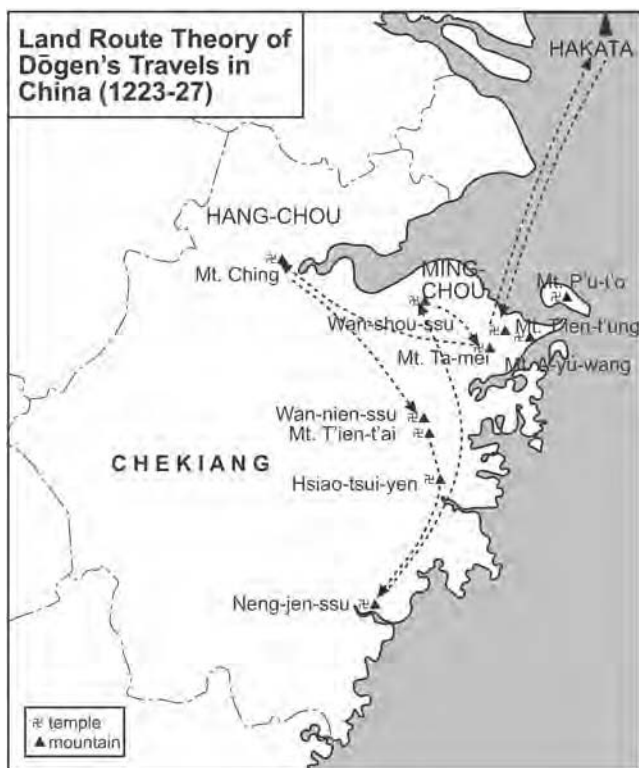 Land Route Theory of
Dōgen's Travels in
China (1223-27)
HAKATA
HANG-CHOU
Mt. Ching
MING-
CHOU
Mt. P'u-t'o
Wan-shou-ssu
Mt. T'ien-t'ung
Mt. Ta-mei
Mt. A-yü-wang
Wan-nien-ssu
Mt. T'ien-t'ai
CHEKIANG
Hsiao-tsui-yen
Neng-jen-ssu
卍 temple
▲ mountain